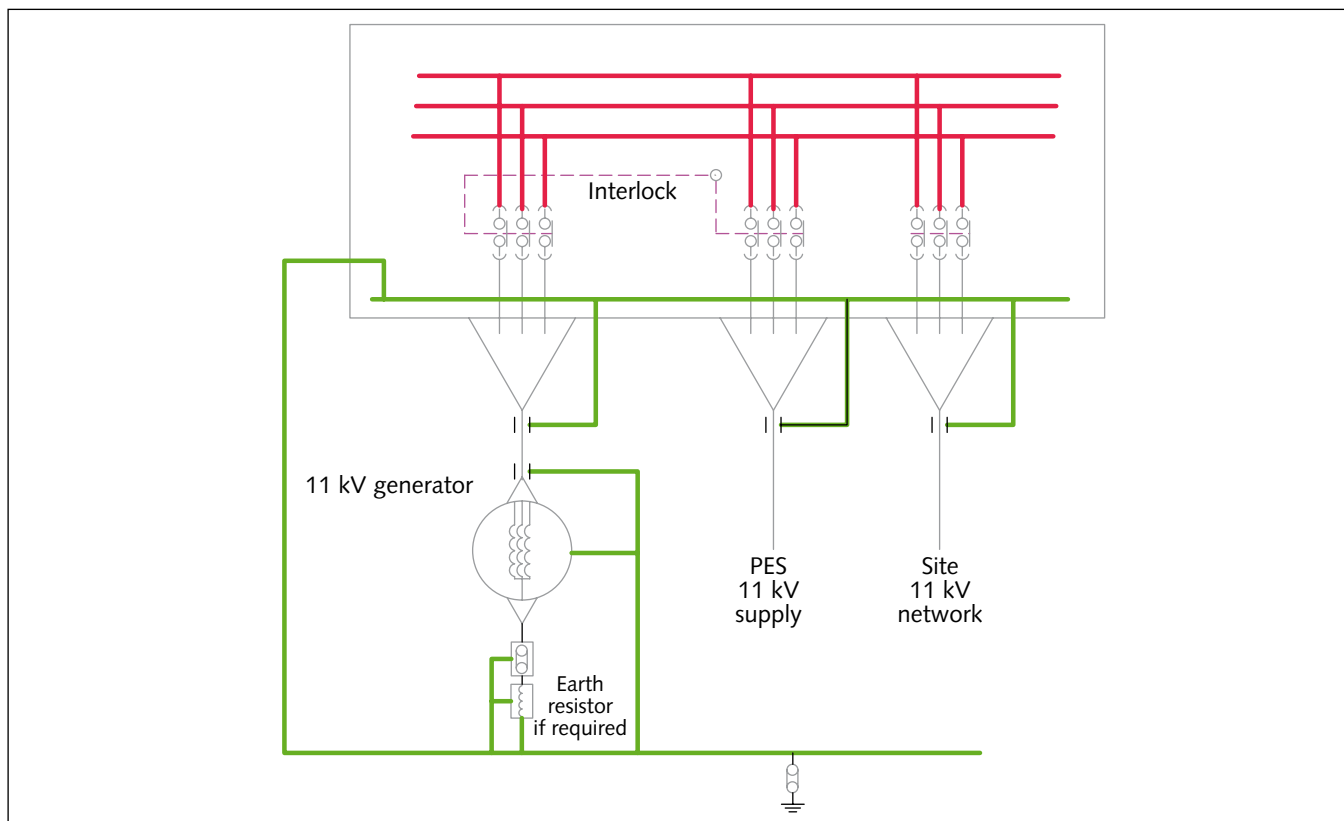 Interlock
11 kV generator
PES
11 kV
supply
Site
11 kV
network
Earth
resistor
if required